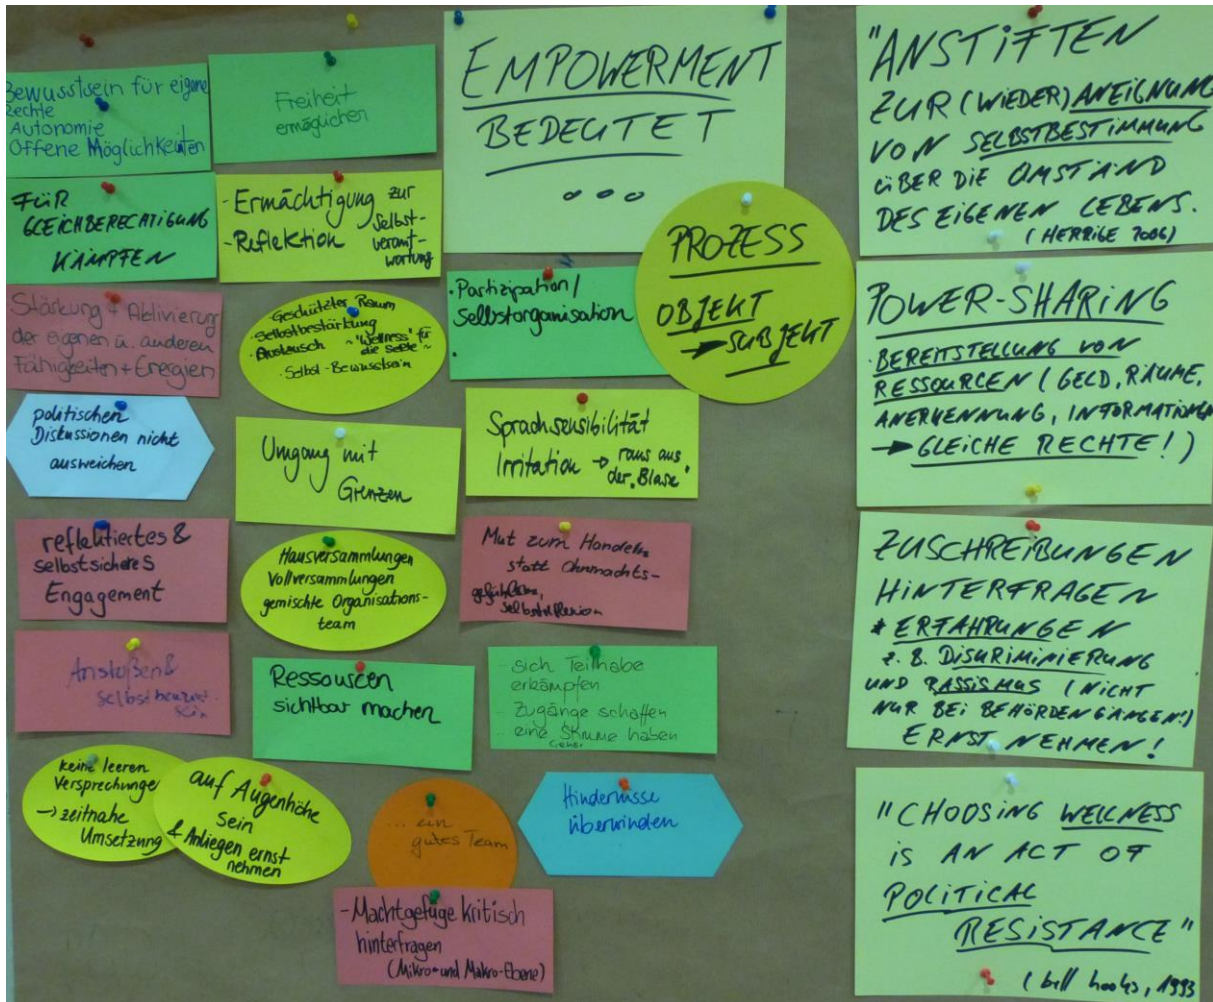 Bewusstsein für eigene
Rechte
Autonomie
Offene Möglichkeiten
Freiheit
ermöglichen
FÜR
GLEICHBERECHTIGUNG
KÄMPFEN
- Ermächtigung zur
Selbst-
verant-
wortung
- Reflektion
Stärkung + Aktivierung
der eigenen u. anderen
Fähigkeiten + Energien
Geschützter Raum
· Selbstbestärkung
· Austausch ~ "Wellness" für
die Seele ~
· Selbst-Bewusstsein
politischen
Diskussionen nicht
ausweichen
Umgang mit
Grenzen
reflektiertes &
selbstsicheres
Engagement
Hausversammlungen
Vollversammlungen
gemischte Organisations-
team
Anstoßen &
Ressourcen
sichtbar machen
keine leeren
Versprechunge
→ zeitnahe
Umsetzung
auf Augenhöhe
sein
& Anliegen ernst
nehmen
... ein
gutes Team
- Machtgefüge kritisch
hinterfragen
(Mikro- und Makro-Ebene)
EMPOWERMENT
BEDEUTET
...
PROZESS
OBJEKT
→ SUBJEKT
· Partizipation /
Selbstorganisation
·
Sprachsensibilität
Irritation → raus aus
der "Blase"
Mut zum Handeln
statt Ohnmachts-
- sich Teilhabe
erkämpfen
- Zugänge schaffen
- eine Stimme haben
Hindernisse
überwinden
"ANSTIFTEN
ZUR (WIEDER) ANEIGNUNG
VON SELBSTBESTIMMUNG
ÜBER DIE UMSTÄND
DES EIGENEN LEBENS.
(HERRIGE 2006)
POWER-SHARING
BEREITSTELLUNG VON
RESSOURCEN (GELD, RÄUME,
ANERKENNUNG, INFORMATIONEN
→ GLEICHE RECHTE!)
ZUSCHREIBUNGEN
HINTERFRAGEN
* ERFAHRUNGEN
z. B. DISKRIMINIERUNG
UND RASSISMUS (NICHT
NUR BEI BEHÖRDENGÄNGEN!)
ERNST NEHMEN!
"CHOOSING WELLNESS
IS AN ACT OF
POLITICAL
RESISTANCE"
(bell hooks, 1993